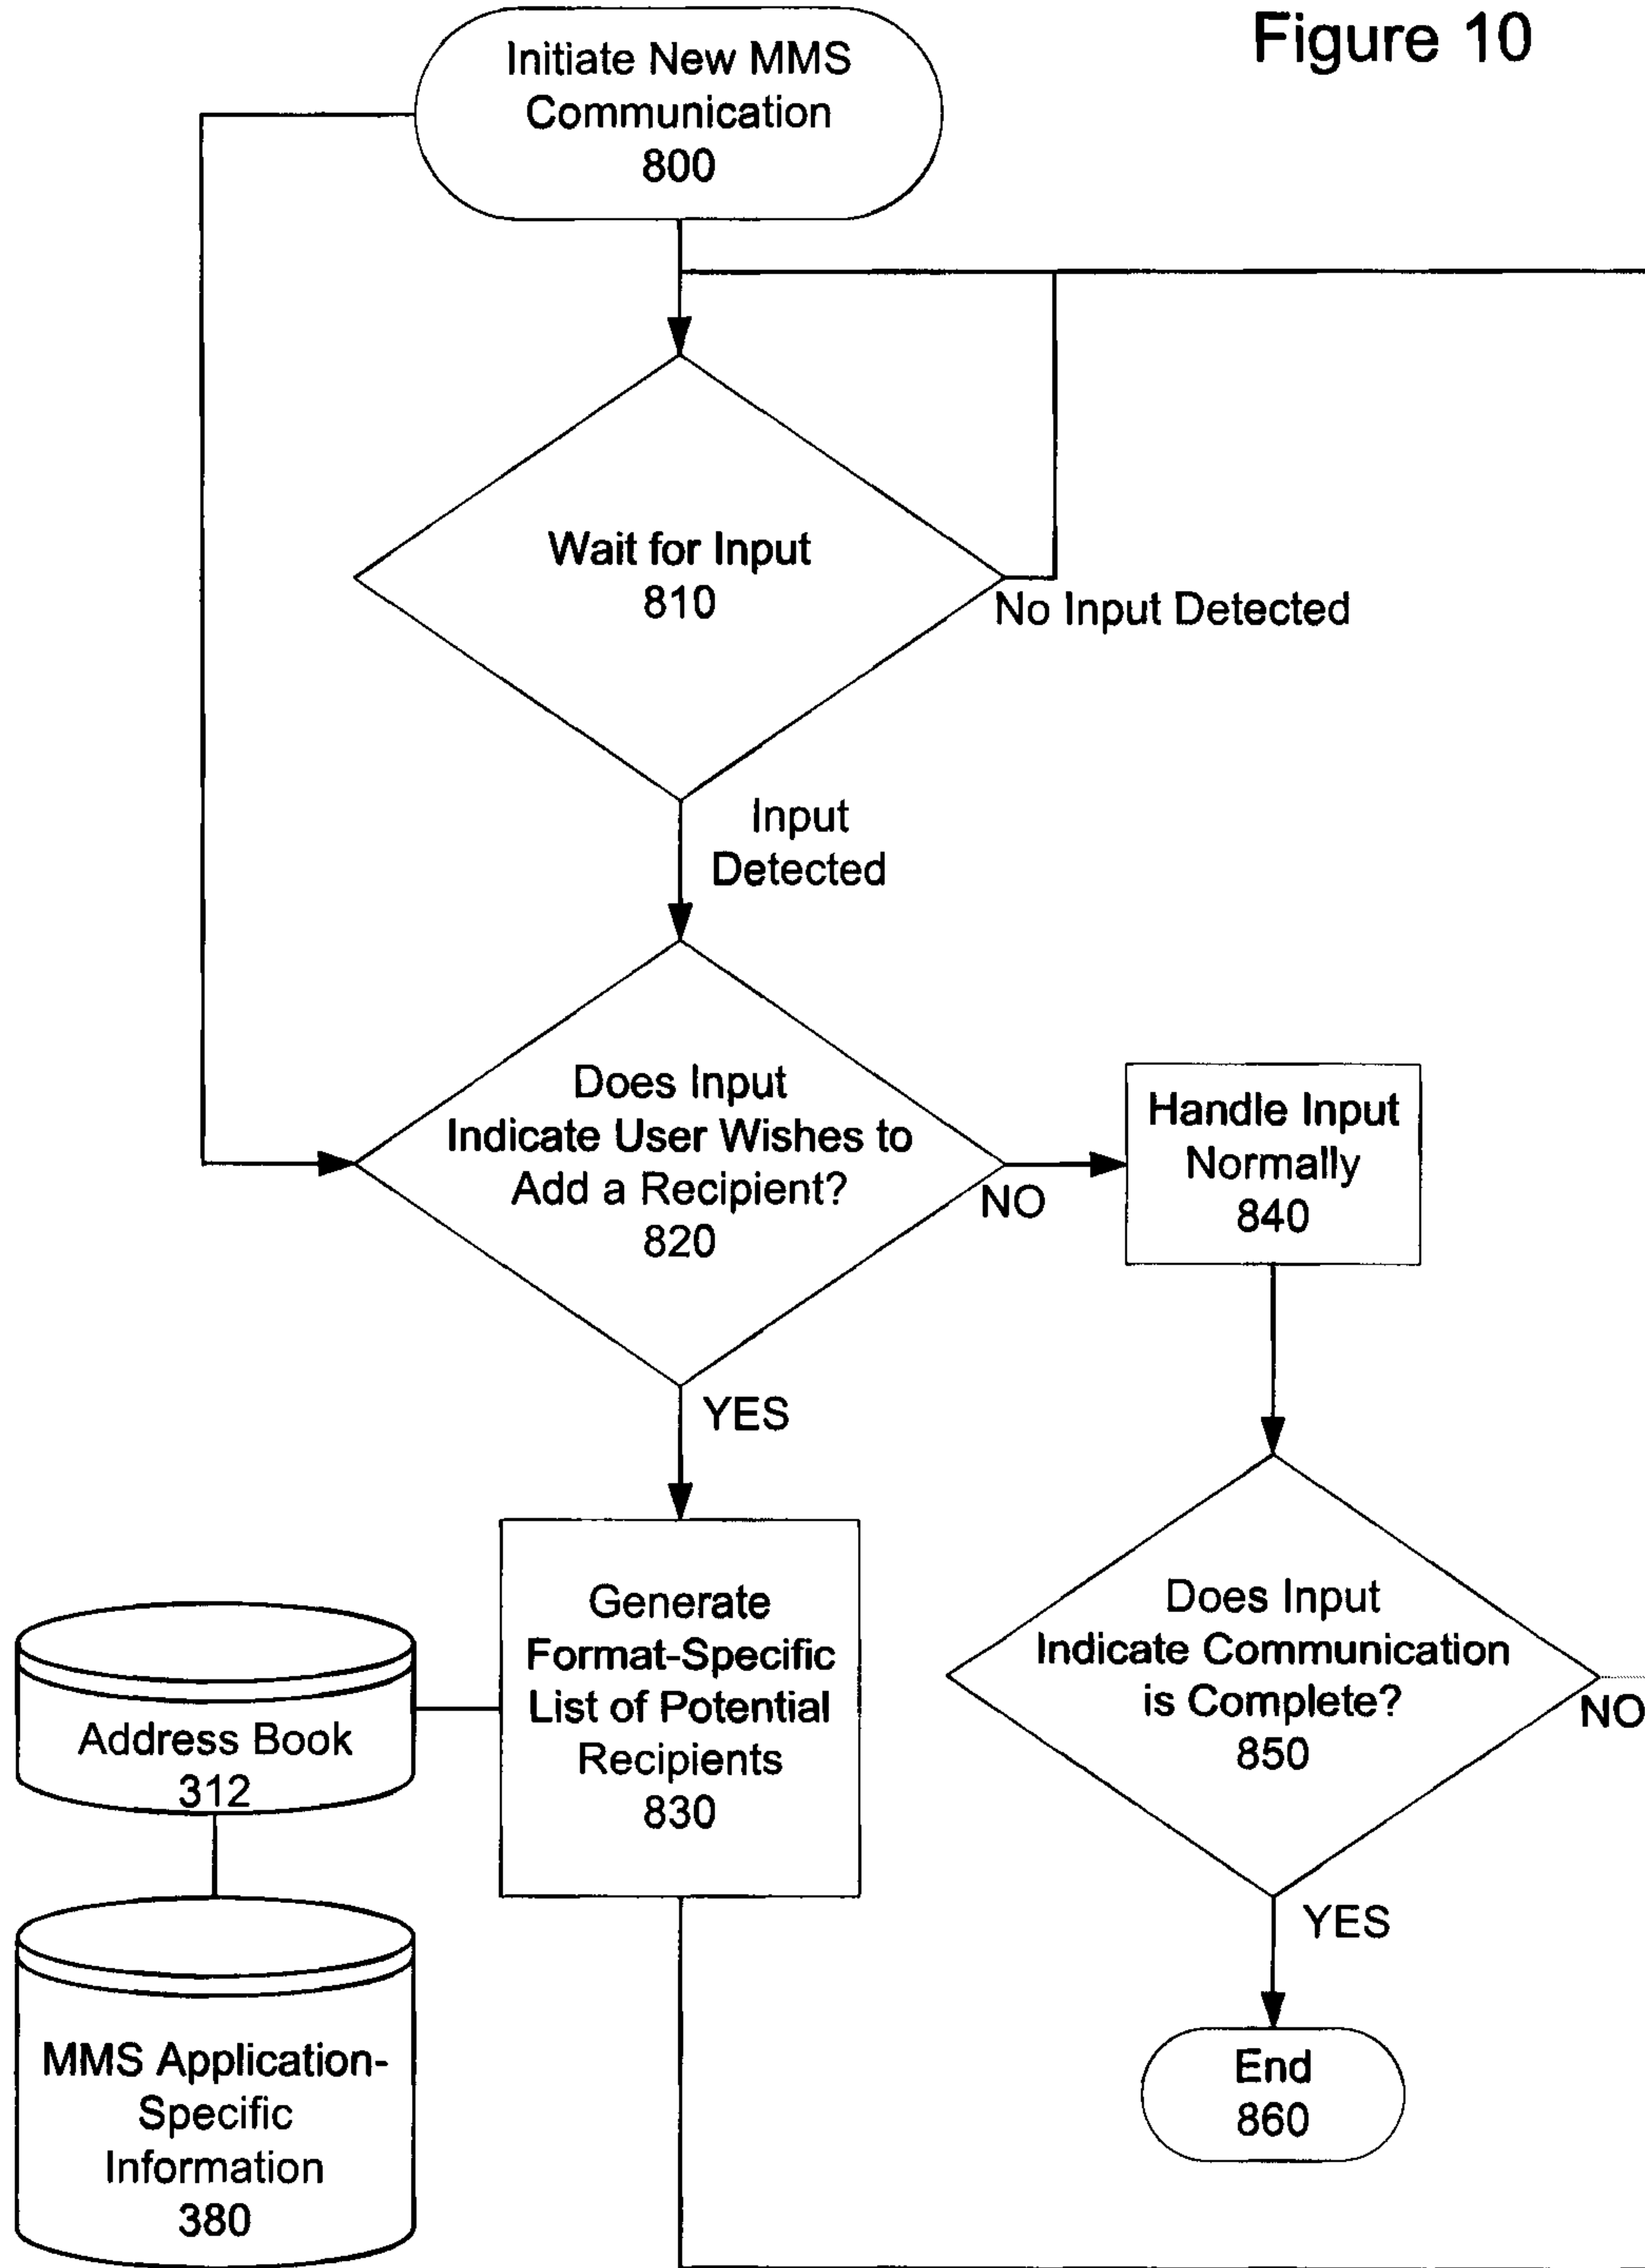 Figure 10
Initiate New MMS
Communication
800
Wait for Input
810
No Input Detected
Input
Detected
Does Input
Indicate User Wishes to
Add a Recipient?
820
NO
Handle Input
Normally
840
YES
Generate
Format-Specific
List of Potential
Recipients
830
Address Book
312
MMS Application-
Specific
Information
380
Does Input
Indicate Communication
is Complete?
850
NO
YES
End
860